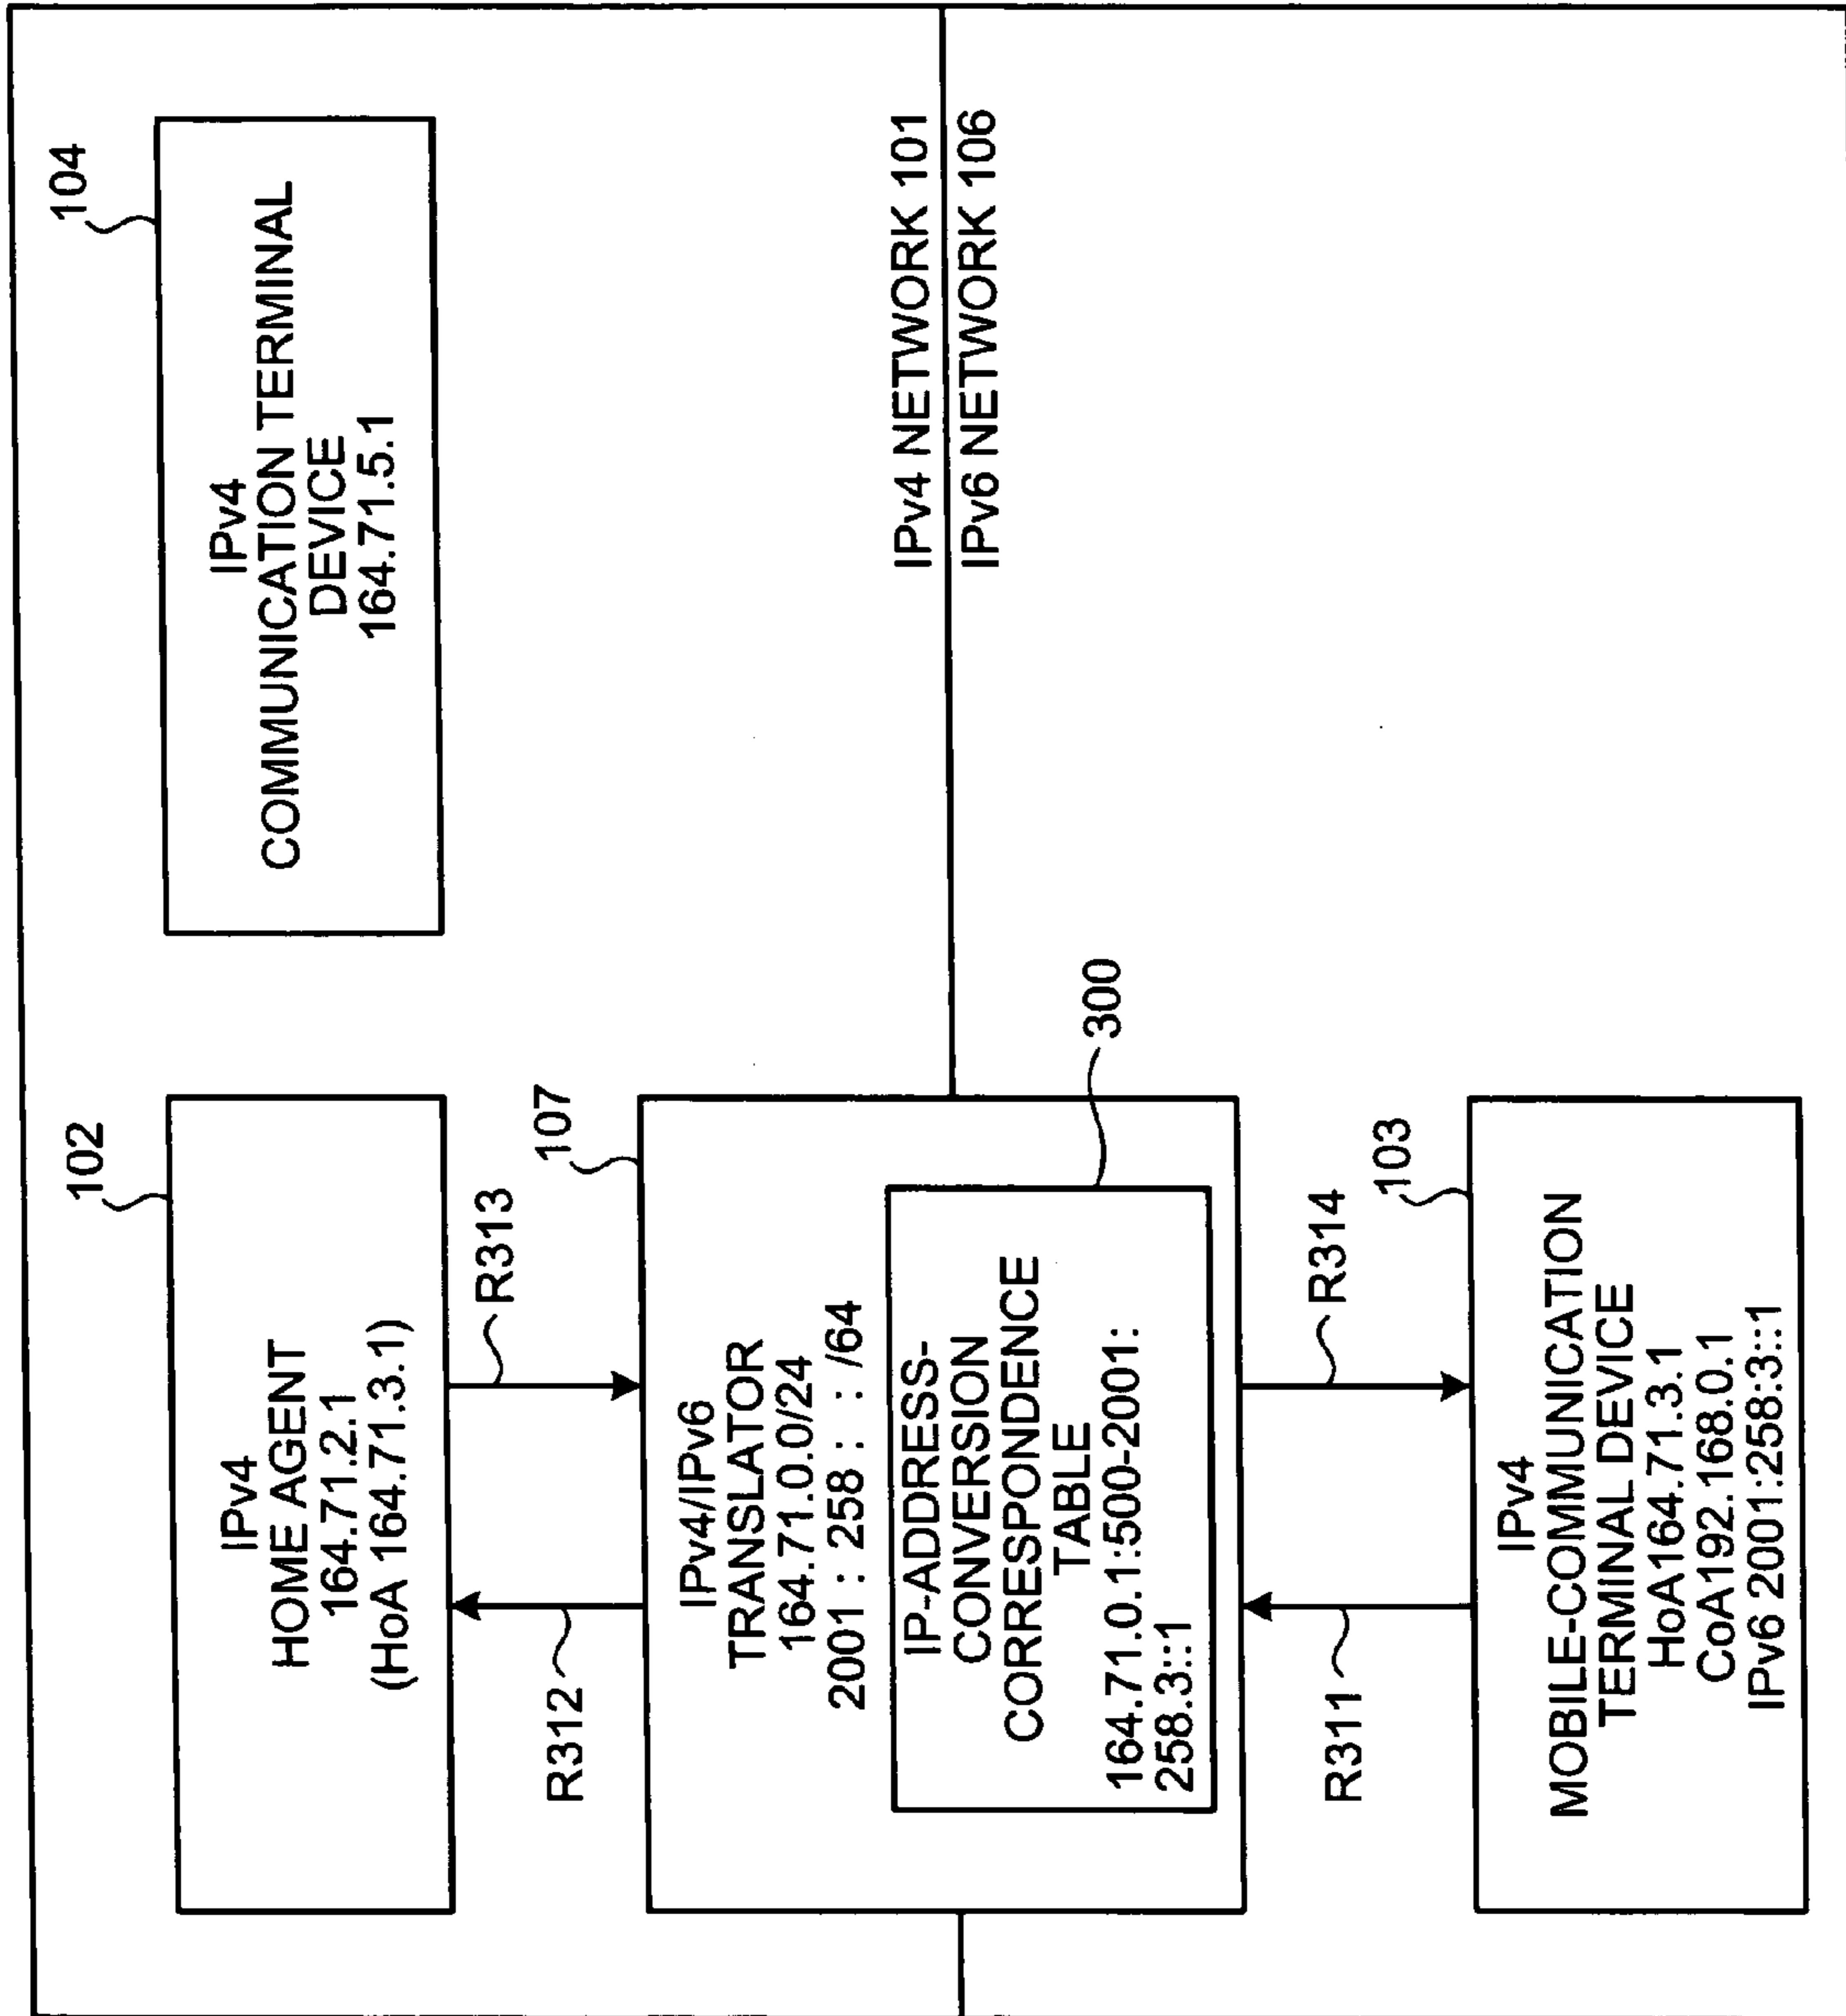 102
IPv4
HOME AGENT
164.71.2.1
(HoA 164.71.3.1)
104
IPv4
COMMUNICATION TERMINAL
DEVICE
164.71.5.1
R312
R313
107
IPv4/IPv6
TRANSLATOR
164.71.0.0/24
2001 : 258 : : /64
IP-ADDRESS-
CONVERSION
CORRESPONDENCE
TABLE
164.71.0.1:500-2001:
258.3::1
300
IPv4 NETWORK 101
IPv6 NETWORK 106
R311
R314
103
IPv4
MOBILE-COMMUNICATION
TERMINAL DEVICE
HoA164.71.3.1
CoA192.168.0.1
IPv6 2001:258:3::1